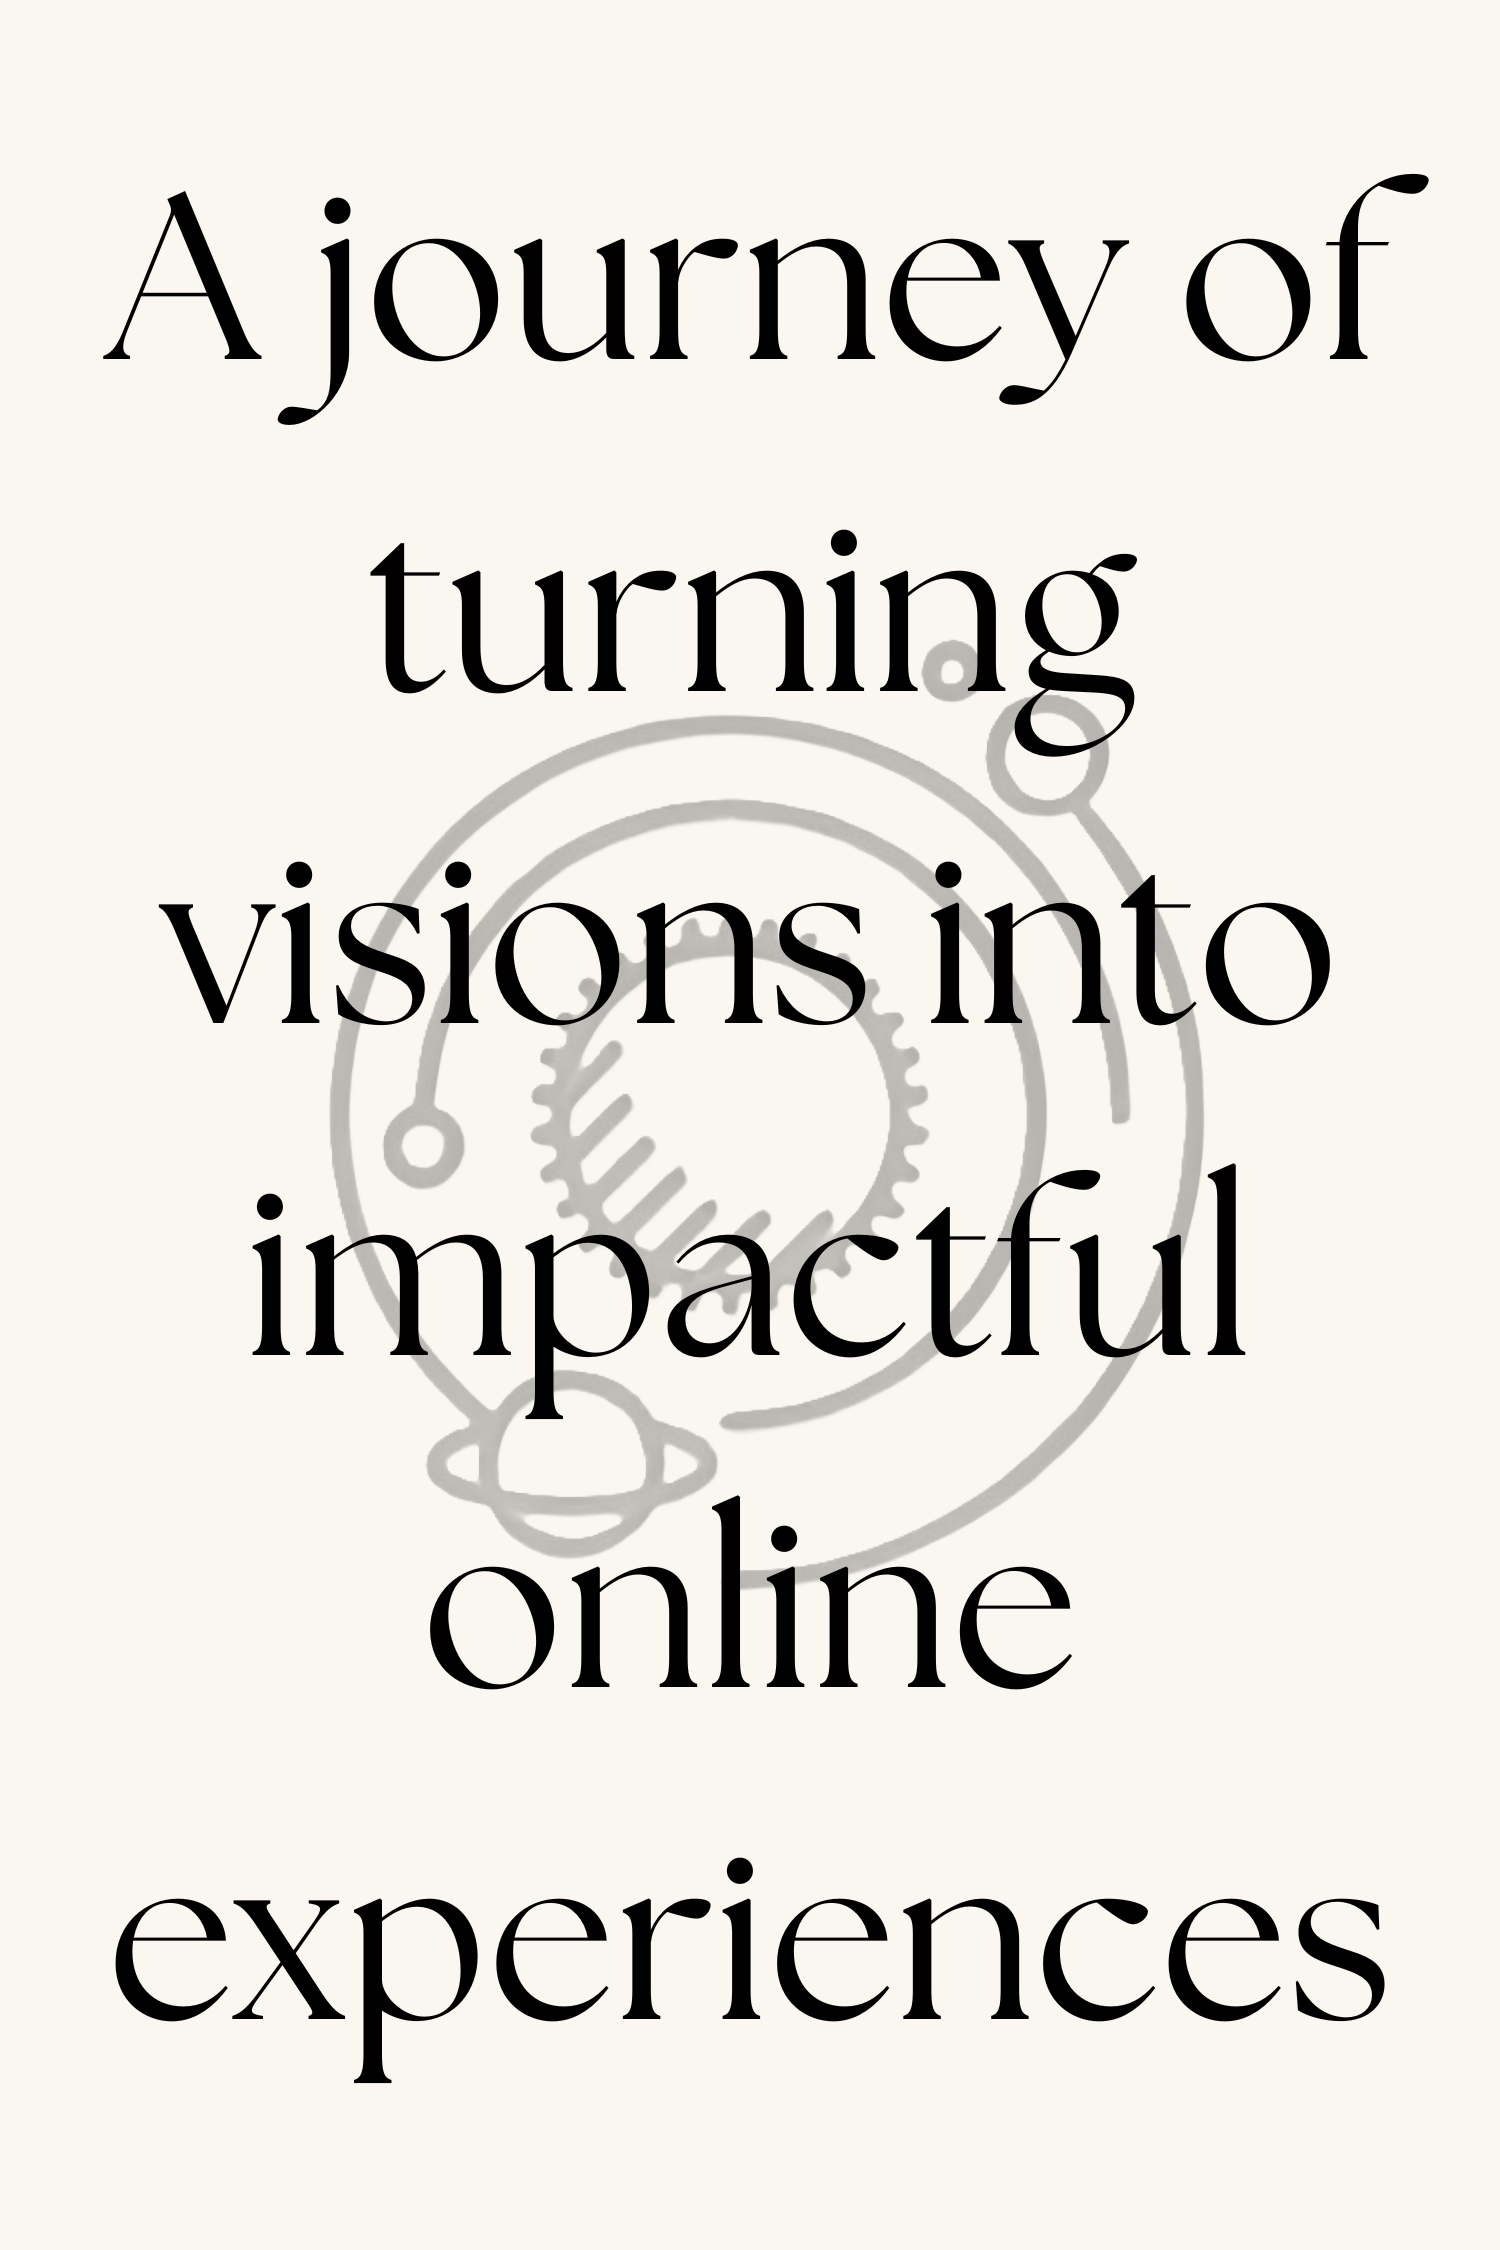 A journey of
turning
visions into
impactful
online
experiences